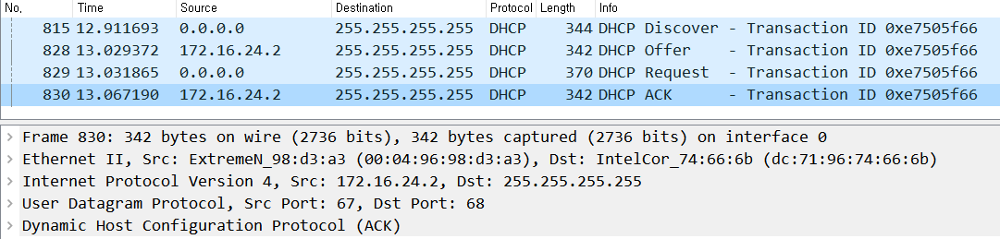 No. Time Source Destination Protocol Length Info
815 12.911693 0.0.0.0 255.255.255.255 DHCP 344 DHCP Discover - Transaction ID 0xe7505f66
828 13.029372 172.16.24.2 255.255.255.255 DHCP 342 DHCP Offer - Transaction ID 0xe7505f66
829 13.031865 0.0.0.0 255.255.255.255 DHCP 370 DHCP Request - Transaction ID 0xe7505f66
830 13.067190 172.16.24.2 255.255.255.255 DHCP 342 DHCP ACK - Transaction ID 0xe7505f66
Frame 830: 342 bytes on wire (2736 bits), 342 bytes captured (2736 bits) on interface 0
Ethernet II, Src: ExtremeN_98:d3:a3 (00:04:96:98:d3:a3), Dst: IntelCor_74:66:6b (dc:71:96:74:66:6b)
Internet Protocol Version 4, Src: 172.16.24.2, Dst: 255.255.255.255
User Datagram Protocol, Src Port: 67, Dst Port: 68
Dynamic Host Configuration Protocol (ACK)